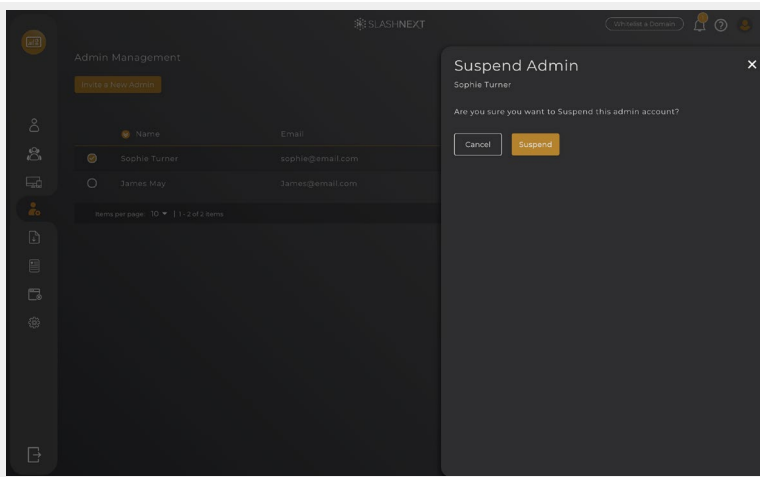 SLASHNEXT
Whitelist a Domain
Admin Management
Invite a New Admin
Name Email
Sophie Turner sophie@email.com
James May James@email.com
Items per page: 10 | 1 - 2 of 2 Items
Suspend Admin
Sophie Turner
Are you sure you want to Suspend this admin account?
Cancel Suspend